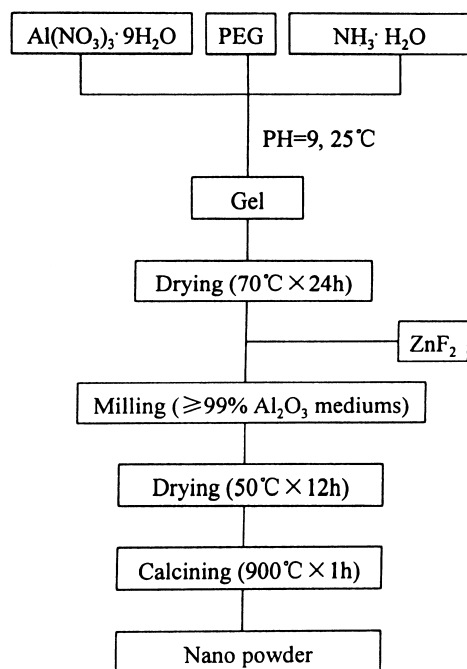 Al(NO₃)₃· 9H₂O
PEG
NH₃· H₂O
PH=9, 25℃
Gel
Drying (70℃×24h)
ZnF₂
Milling (≥99% Al₂O₃ mediums)
Drying (50℃×12h)
Calcining (900℃×1h)
Nano powder